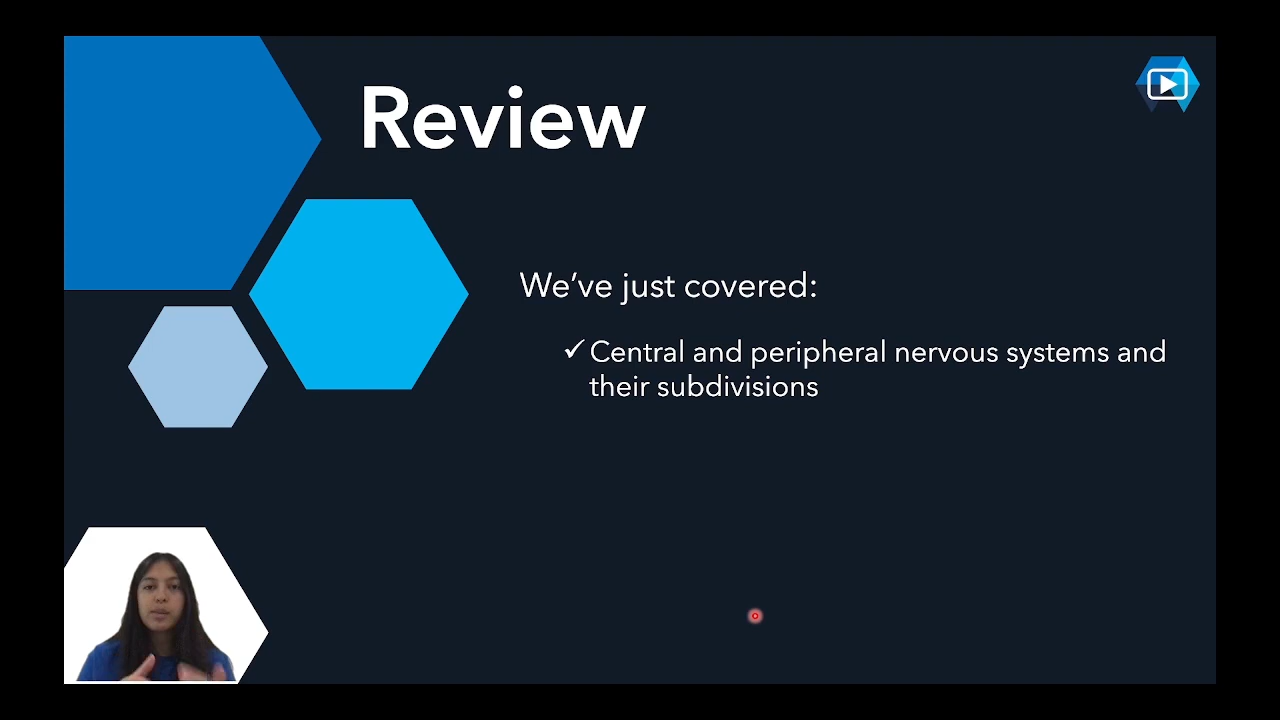 Review
We’ve just covered:
✓ Central and peripheral nervous systems and
their subdivisions